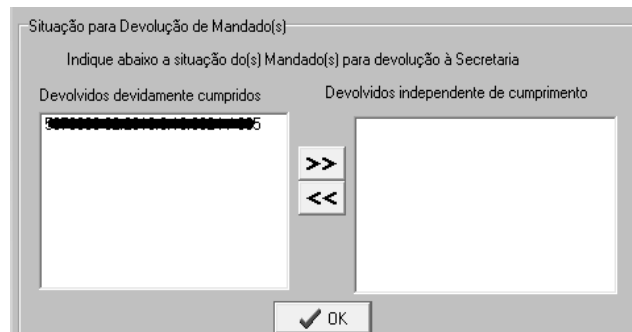 Situação para Devolução de Mandado(s)
Indique abaixo a situação do(s) Mandado(s) para devolução à Secretaria
Devolvidos devidamente cumpridos
Devolvidos independente de cumprimento
>>
<<
OK